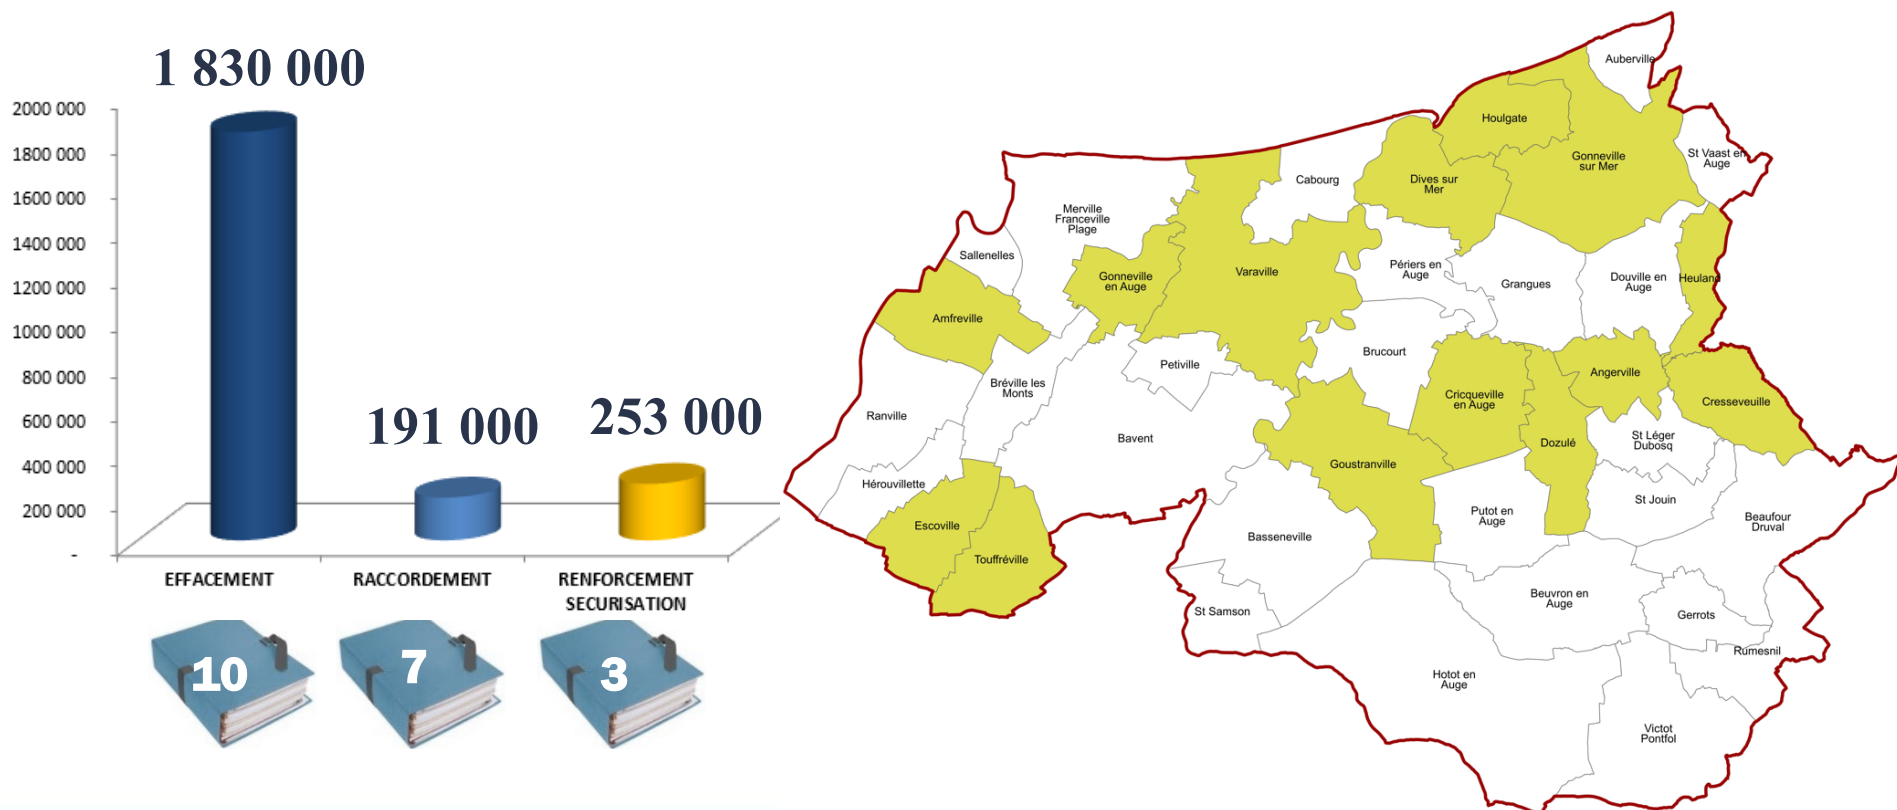 1 830 000
191 000
253 000
2000 000
1800 000
1600 000
1400 000
1200 000
1000 000
800 000
600 000
400 000
200 000
-
EFFACEMENT
RACCORDEMENT
RENFORCEMENT
SECURISATION
10
7
3
Auberville
Houlgate
Gonneville
sur Mer
St Vaast en
Auge
Cabourg
Dives sur
Mer
Merville
Franceville
Plage
Sallenelles
Gonneville
en Auge
Varaville
Périers en
Auge
Grangues
Douville en
Auge
Heuland
Amfreville
Brucourt
Petiville
Angerville
Bréville les
Monts
Cricqueville
en Auge
Cresseveuille
Ranville
Bavent
Dozulé
St Léger
Dubosq
Goustranville
Hérouvillette
St Jouin
Putot en
Auge
Beaufour
Druval
Escoville
Basseneville
Touffréville
Beuvron en
Auge
St Samson
Gerrots
Rumesnil
Hotot en
Auge
Victot
Pontfol